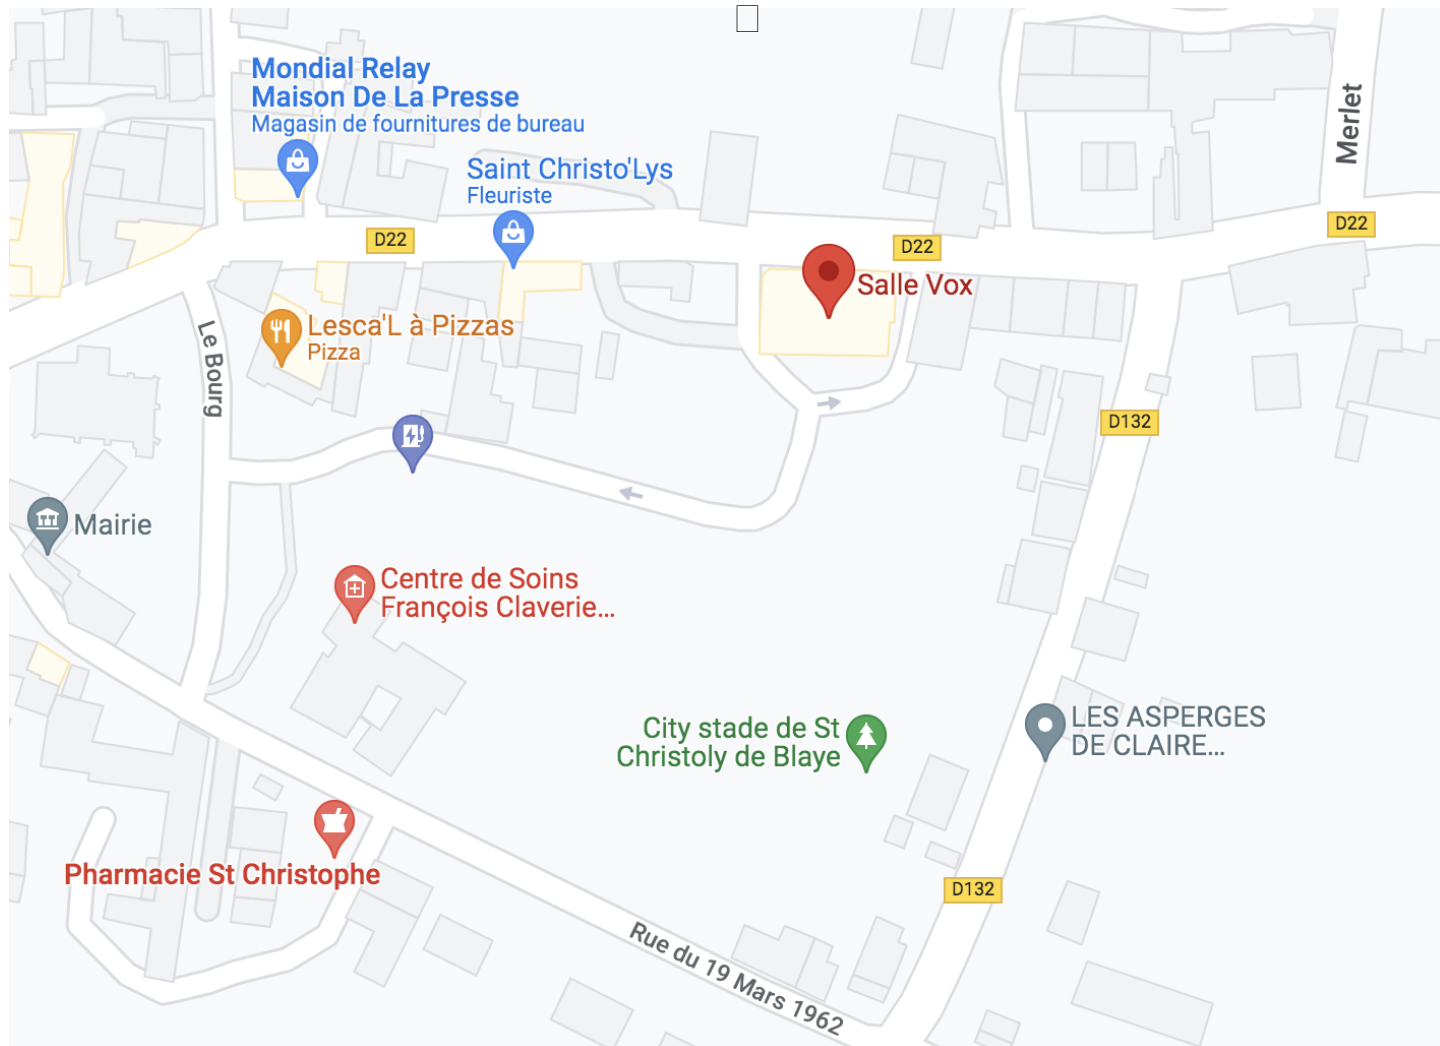 Mondial Relay
Maison De La Presse
Magasin de fournitures de bureau
Merlet
Saint Christo'Lys
Fleuriste
D22
D22
D22
Salle Vox
Le Bourg
Lesca'L à Pizzas
Pizza
D132
Mairie
Centre de Soins
François Claverie...
City stade de St
Christoly de Blaye
LES ASPERGES
DE CLAIRE...
Pharmacie St Christophe
D132
Rue du 19 Mars 1962